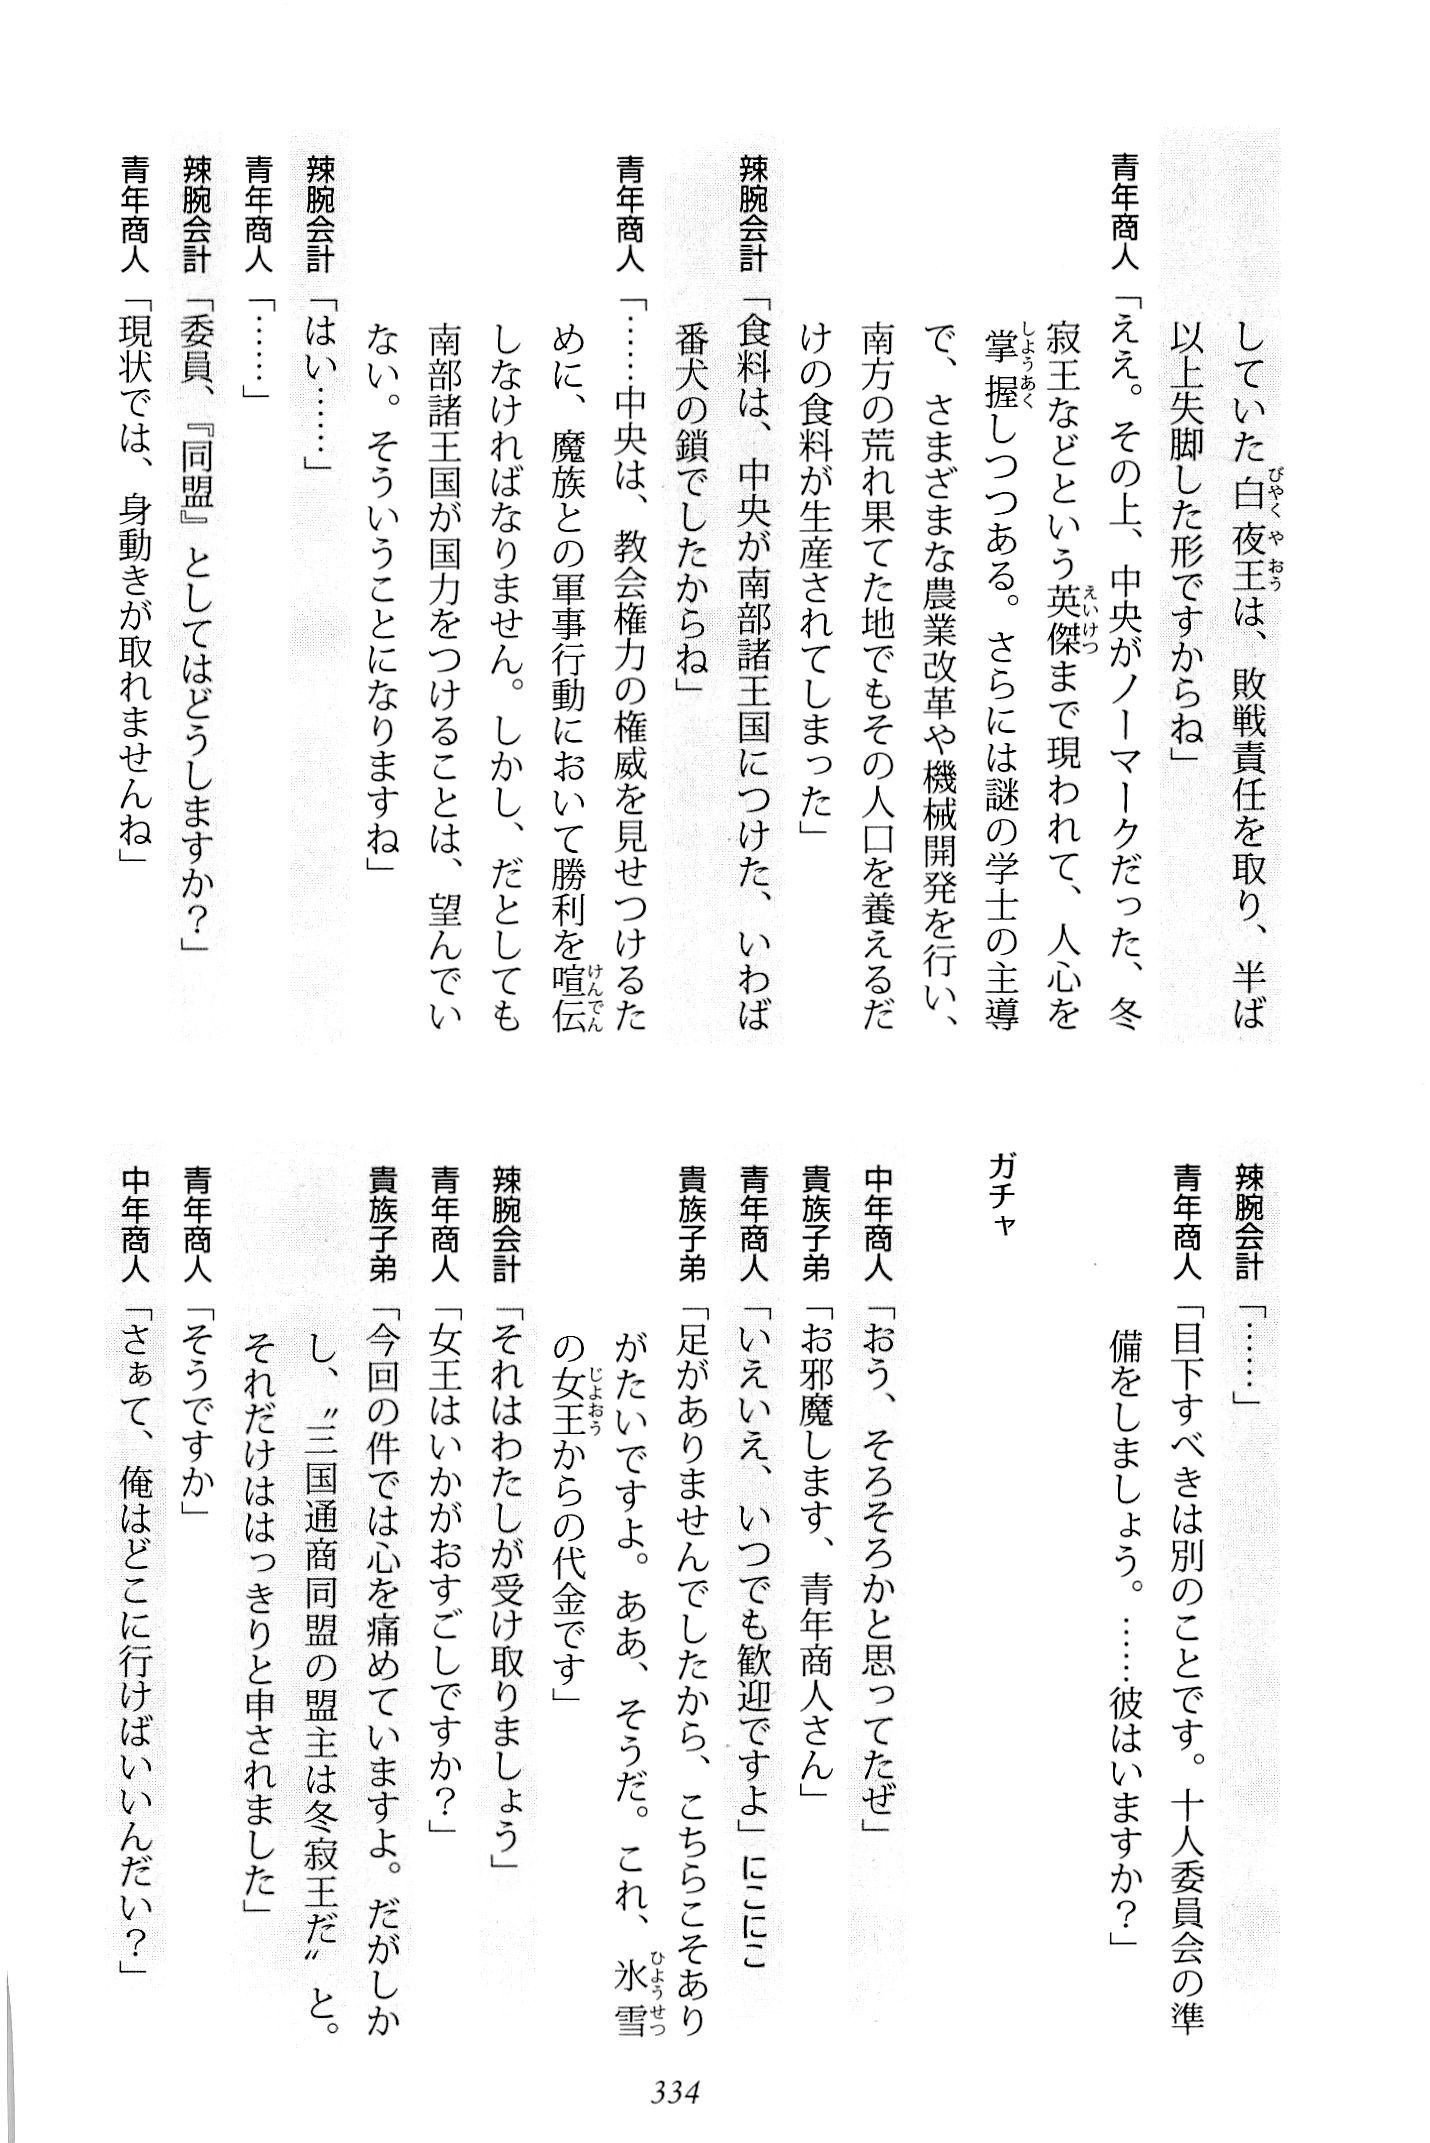 していた白夜王は、敗戦責任を取り、半ば
以上失脚した形ですからね」
青年商人「ええ。その上、中央がノーマークだった、冬
寂王などという英傑まで現われて、人心を
掌握しつつある。さらには謎の学士の主導
で、さまざまな農業改革や機械開発を行い、
南方の荒れ果てた地でもその人口を養えるだ
けの食料が生産されてしまった」
辣腕会計「食料は、中央が南部諸王国につけた、いわば
番犬の鎖でしたからね」
青年商人「……中央は、教会権力の権威を見せつけるた
めに、魔族との軍事行動において勝利を喧伝
しなければなりません。しかし、だとしても
南部諸王国が国力をつけることは、望んでい
ない。そういうことになりますね」
辣腕会計「はい……」
青年商人「……」
辣腕会計「委員、『同盟』としてはどうしますか？」
青年商人「現状では、身動きが取れませんね」
辣腕会計「……」
青年商人「目下すべきは別のことです。十人委員会の準
備をしましょう。……彼はいますか？」
ガチャ
中年商人「おう、そろそろかと思ってたぜ」
貴族子弟「お邪魔します、青年商人さん」
青年商人「いえいえ、いつでも歓迎ですよ」にこにこ
貴族子弟「足がありませんでしたから、こちらこそあり
がたいですよ。ああ、そうだ。これ、氷雪
の女王からの代金です」
辣腕会計「それはわたしが受け取りましょう」
青年商人「女王はいかがおすごしですか？」
貴族子弟「今回の件では心を痛めていますよ。だがしか
し、〝三国通商同盟の盟主は冬寂王だ〟と。
それだけははっきりと申されました」
青年商人「そうですか」
中年商人「さぁて、俺はどこに行けばいいんだい？」
334